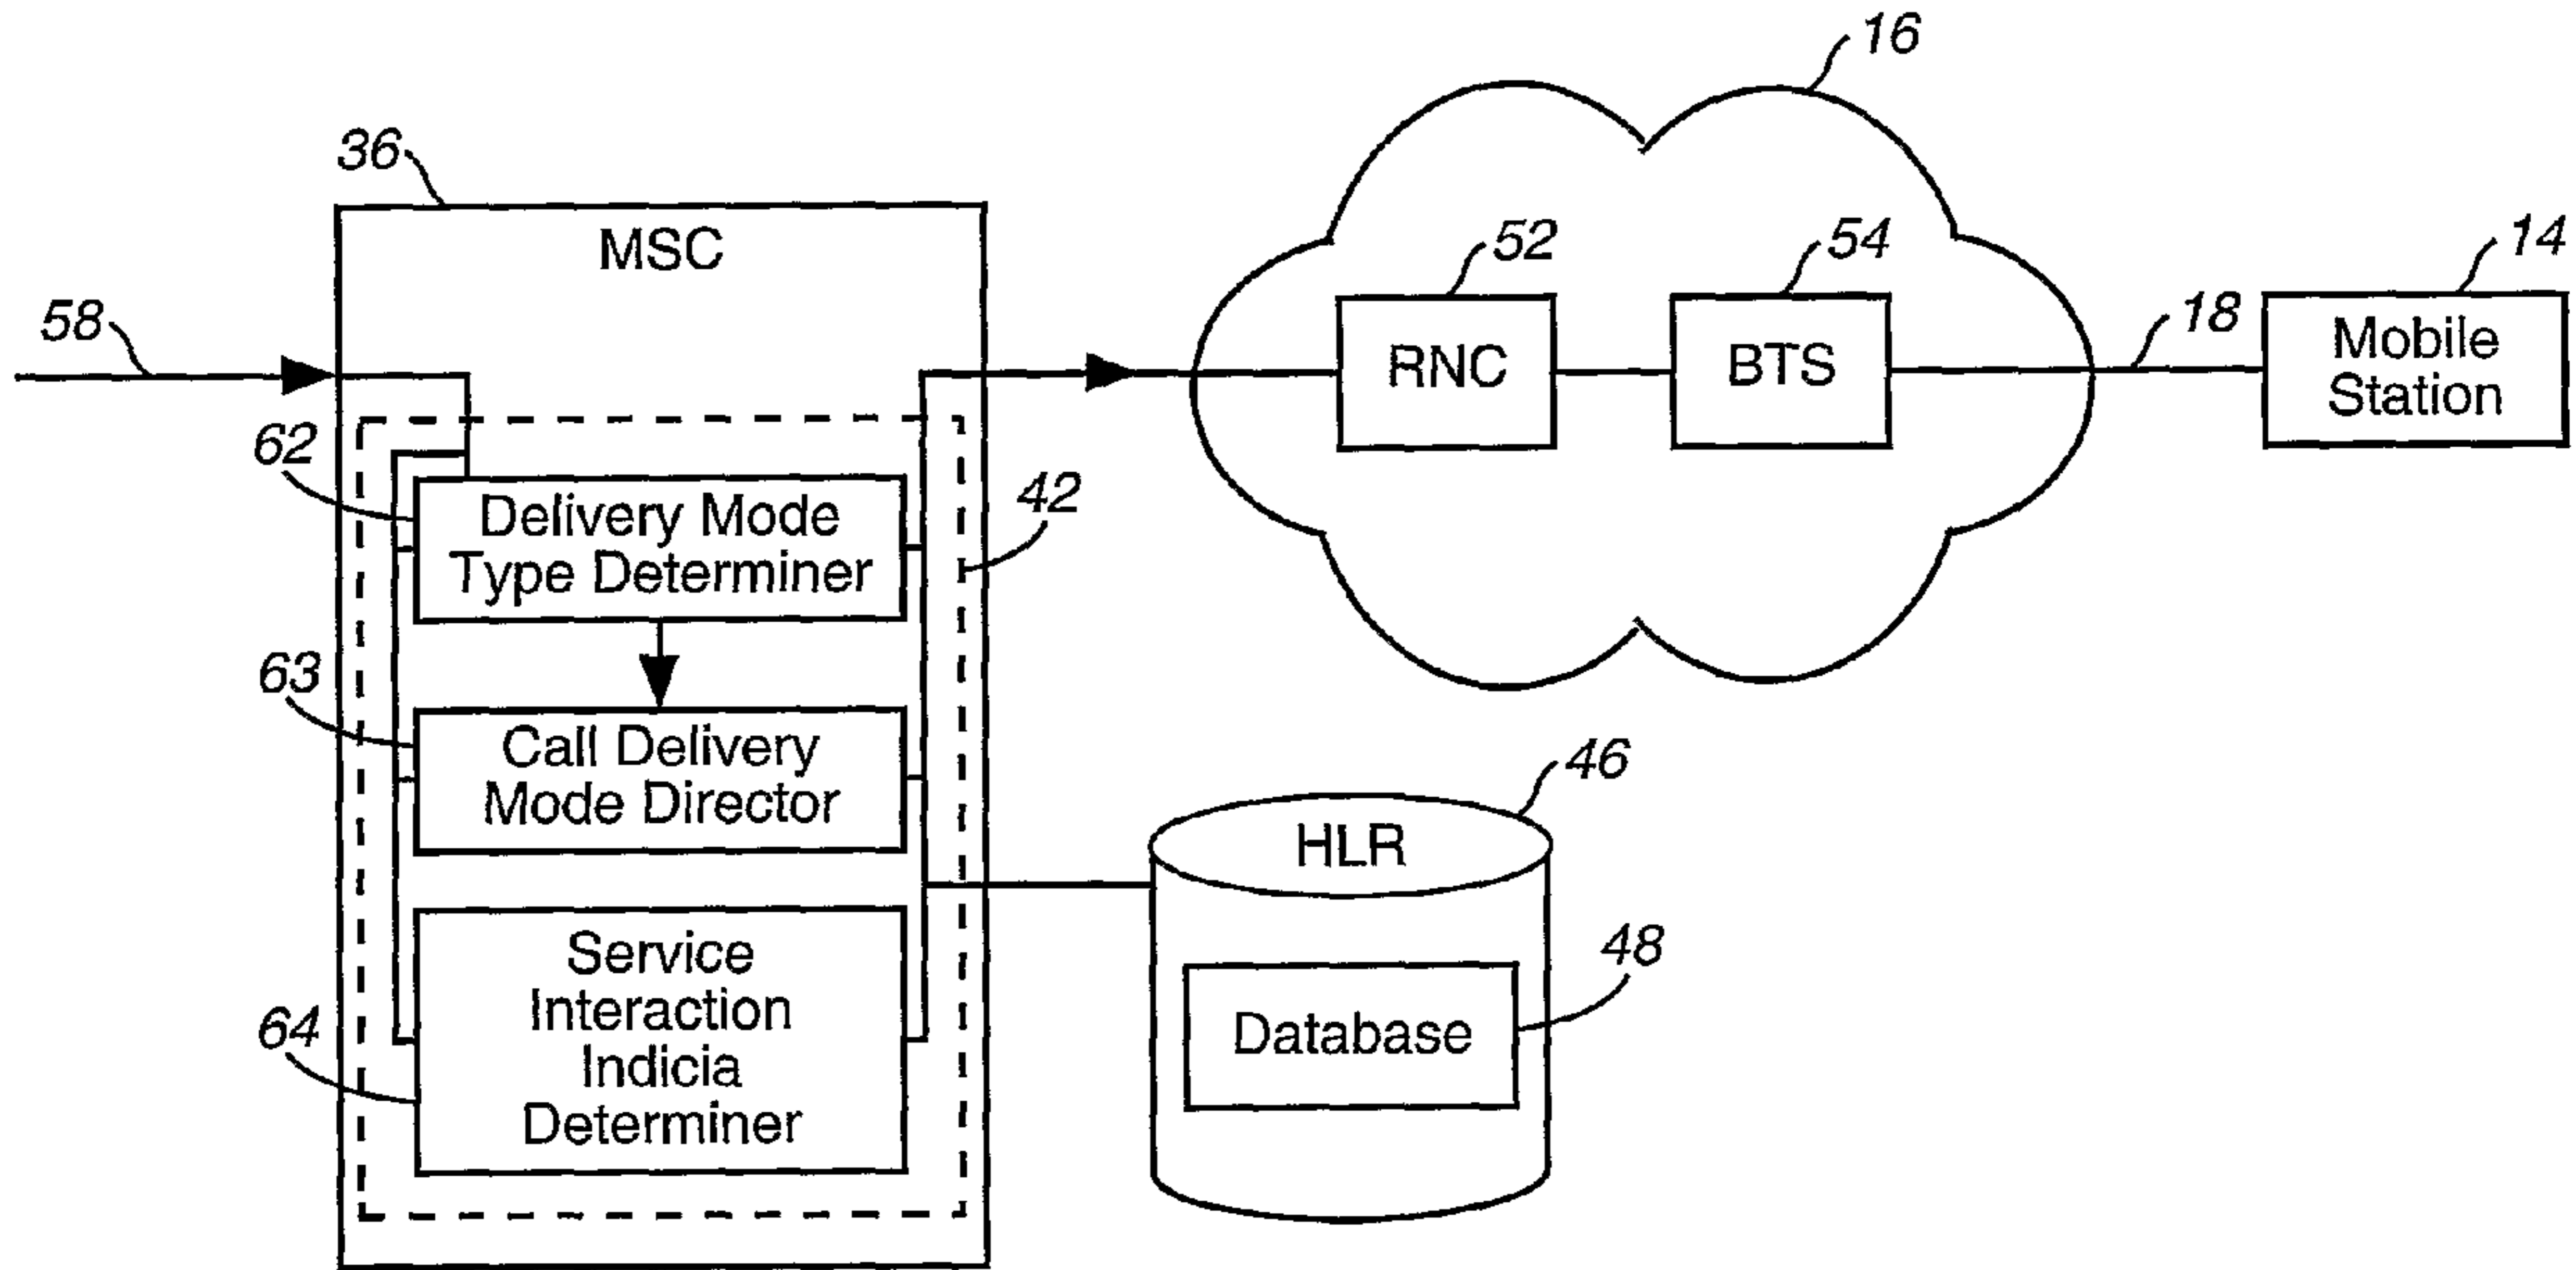 16
36
MSC
52
54
14
58
RNC
BTS
18
Mobile
Station
62
42
Delivery Mode
Type Determiner
63
Call Delivery
Mode Director
46
HLR
64
Service
Interaction
Indicia
Determiner
48
Database